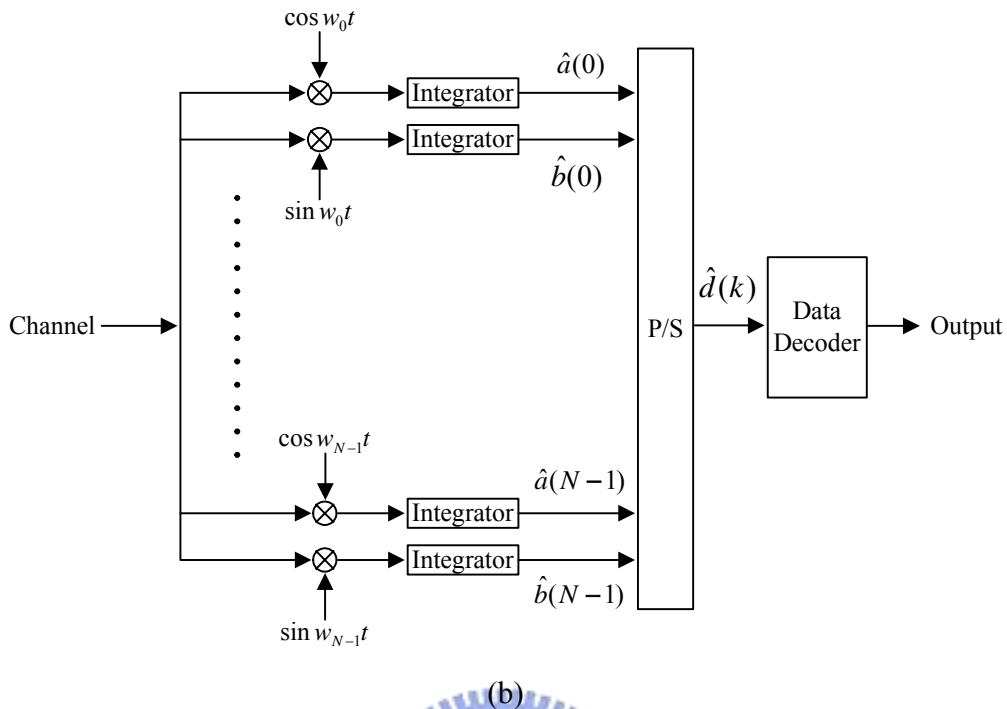 cos w₀t
Integrator
â(0)
Integrator
b̂(0)
sin w₀t
Channel
P/S
d̂(k)
Data
Decoder
Output
cos w_{N−1}t
Integrator
â(N−1)
Integrator
b̂(N−1)
sin w_{N−1}t
(b)